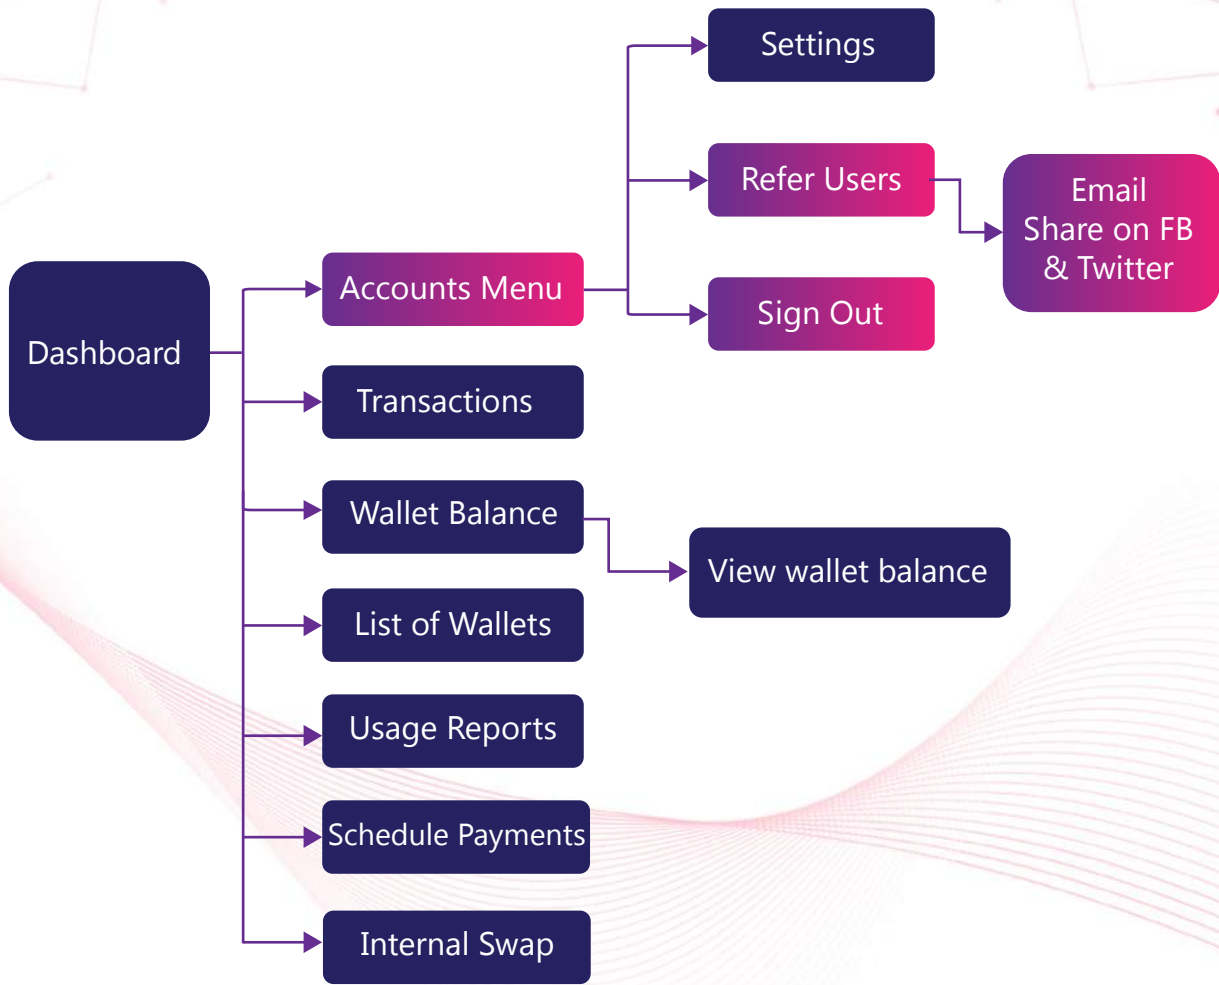 Settings
Refer Users
Email
Share on FB
& Twitter
Accounts Menu
Sign Out
Dashboard
Transactions
Wallet Balance
View wallet balance
List of Wallets
Usage Reports
Schedule Payments
Internal Swap